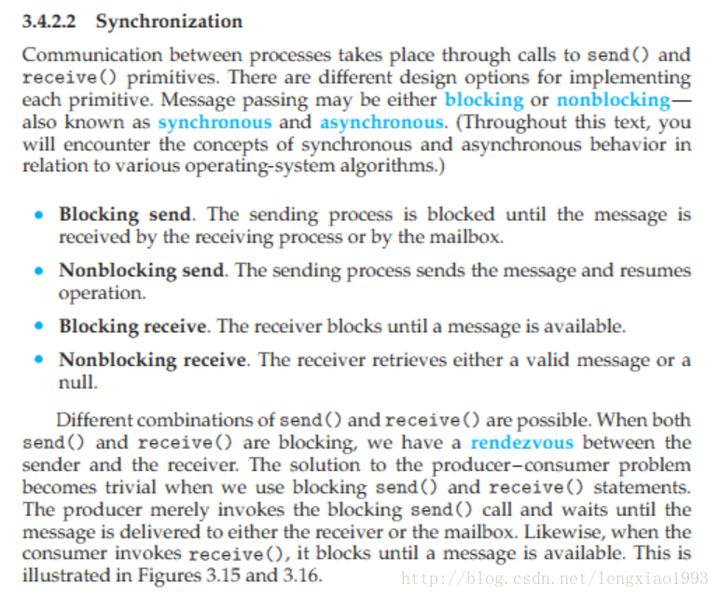 3.4.2.2 Synchronization
Communication between processes takes place through calls to send() and
receive() primitives. There are different design options for implementing
each primitive. Message passing may be either blocking or nonblocking—
also known as synchronous and asynchronous. (Throughout this text, you
will encounter the concepts of synchronous and asynchronous behavior in
relation to various operating-system algorithms.)
• Blocking send. The sending process is blocked until the message is
received by the receiving process or by the mailbox.
• Nonblocking send. The sending process sends the message and resumes
operation.
• Blocking receive. The receiver blocks until a message is available.
• Nonblocking receive. The receiver retrieves either a valid message or a
null.
Different combinations of send() and receive() are possible. When both
send() and receive() are blocking, we have a rendezvous between the
sender and the receiver. The solution to the producer–consumer problem
becomes trivial when we use blocking send() and receive() statements.
The producer merely invokes the blocking send() call and waits until the
message is delivered to either the receiver or the mailbox. Likewise, when the
consumer invokes receive(), it blocks until a message is available. This is
illustrated in Figures 3.15 and 3.16.
http://blog.csdn.net/lengxiao1993